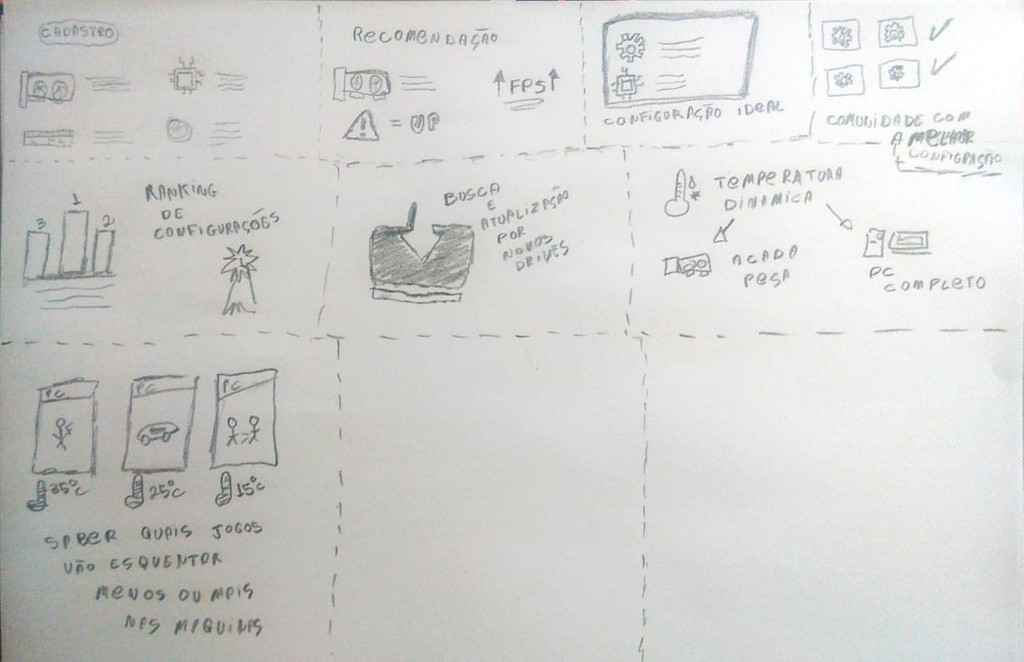 CADASTRO
RECOMENDAÇÃO
↑FPS↑
= UP
CONFIGURAÇÃO IDEAL
COMUNIDADE COM
A MELHOR
CONFIGRAÇÃO
3 1 2
RANKING
DE
CONFIGURAÇÕES
BUSCA
E
ATUALIZAÇÃO
POR
NOVOS
DRIVES
TEMPERATURA
DINAMICA
ACADA
PEÇA
PC
COMPLETO
PC PC PC
35°C 25°C 15°C
SABER QUAIS JOGOS
VÃO ESQUENTAR
MENOS OU MAIS
NAS MAQUINAS